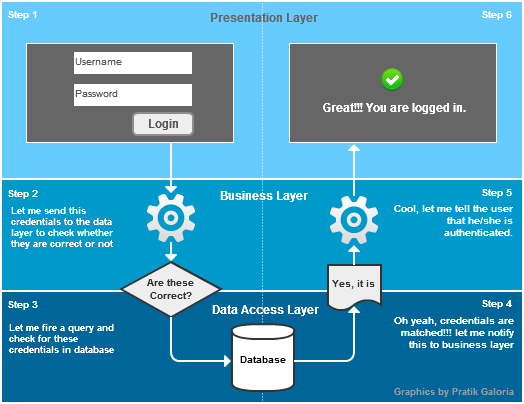 Step 1
Presentation Layer
Step 6
Username
Password
Login
Great!!! You are logged in.
Step 2
Business Layer
Step 5
Let me send this
credentials to the data
layer to check whether
they are correct or not
Cool, let me tell the user
that he/she is
authenticated.
Are these
Correct?
Yes, it is
Step 3
Data Access Layer
Step 4
Let me fire a query and
check for these
credentials in database
Database
Oh yeah, credentials are
matched!!! let me notify
this to business layer
Graphics by Pratik Galoria